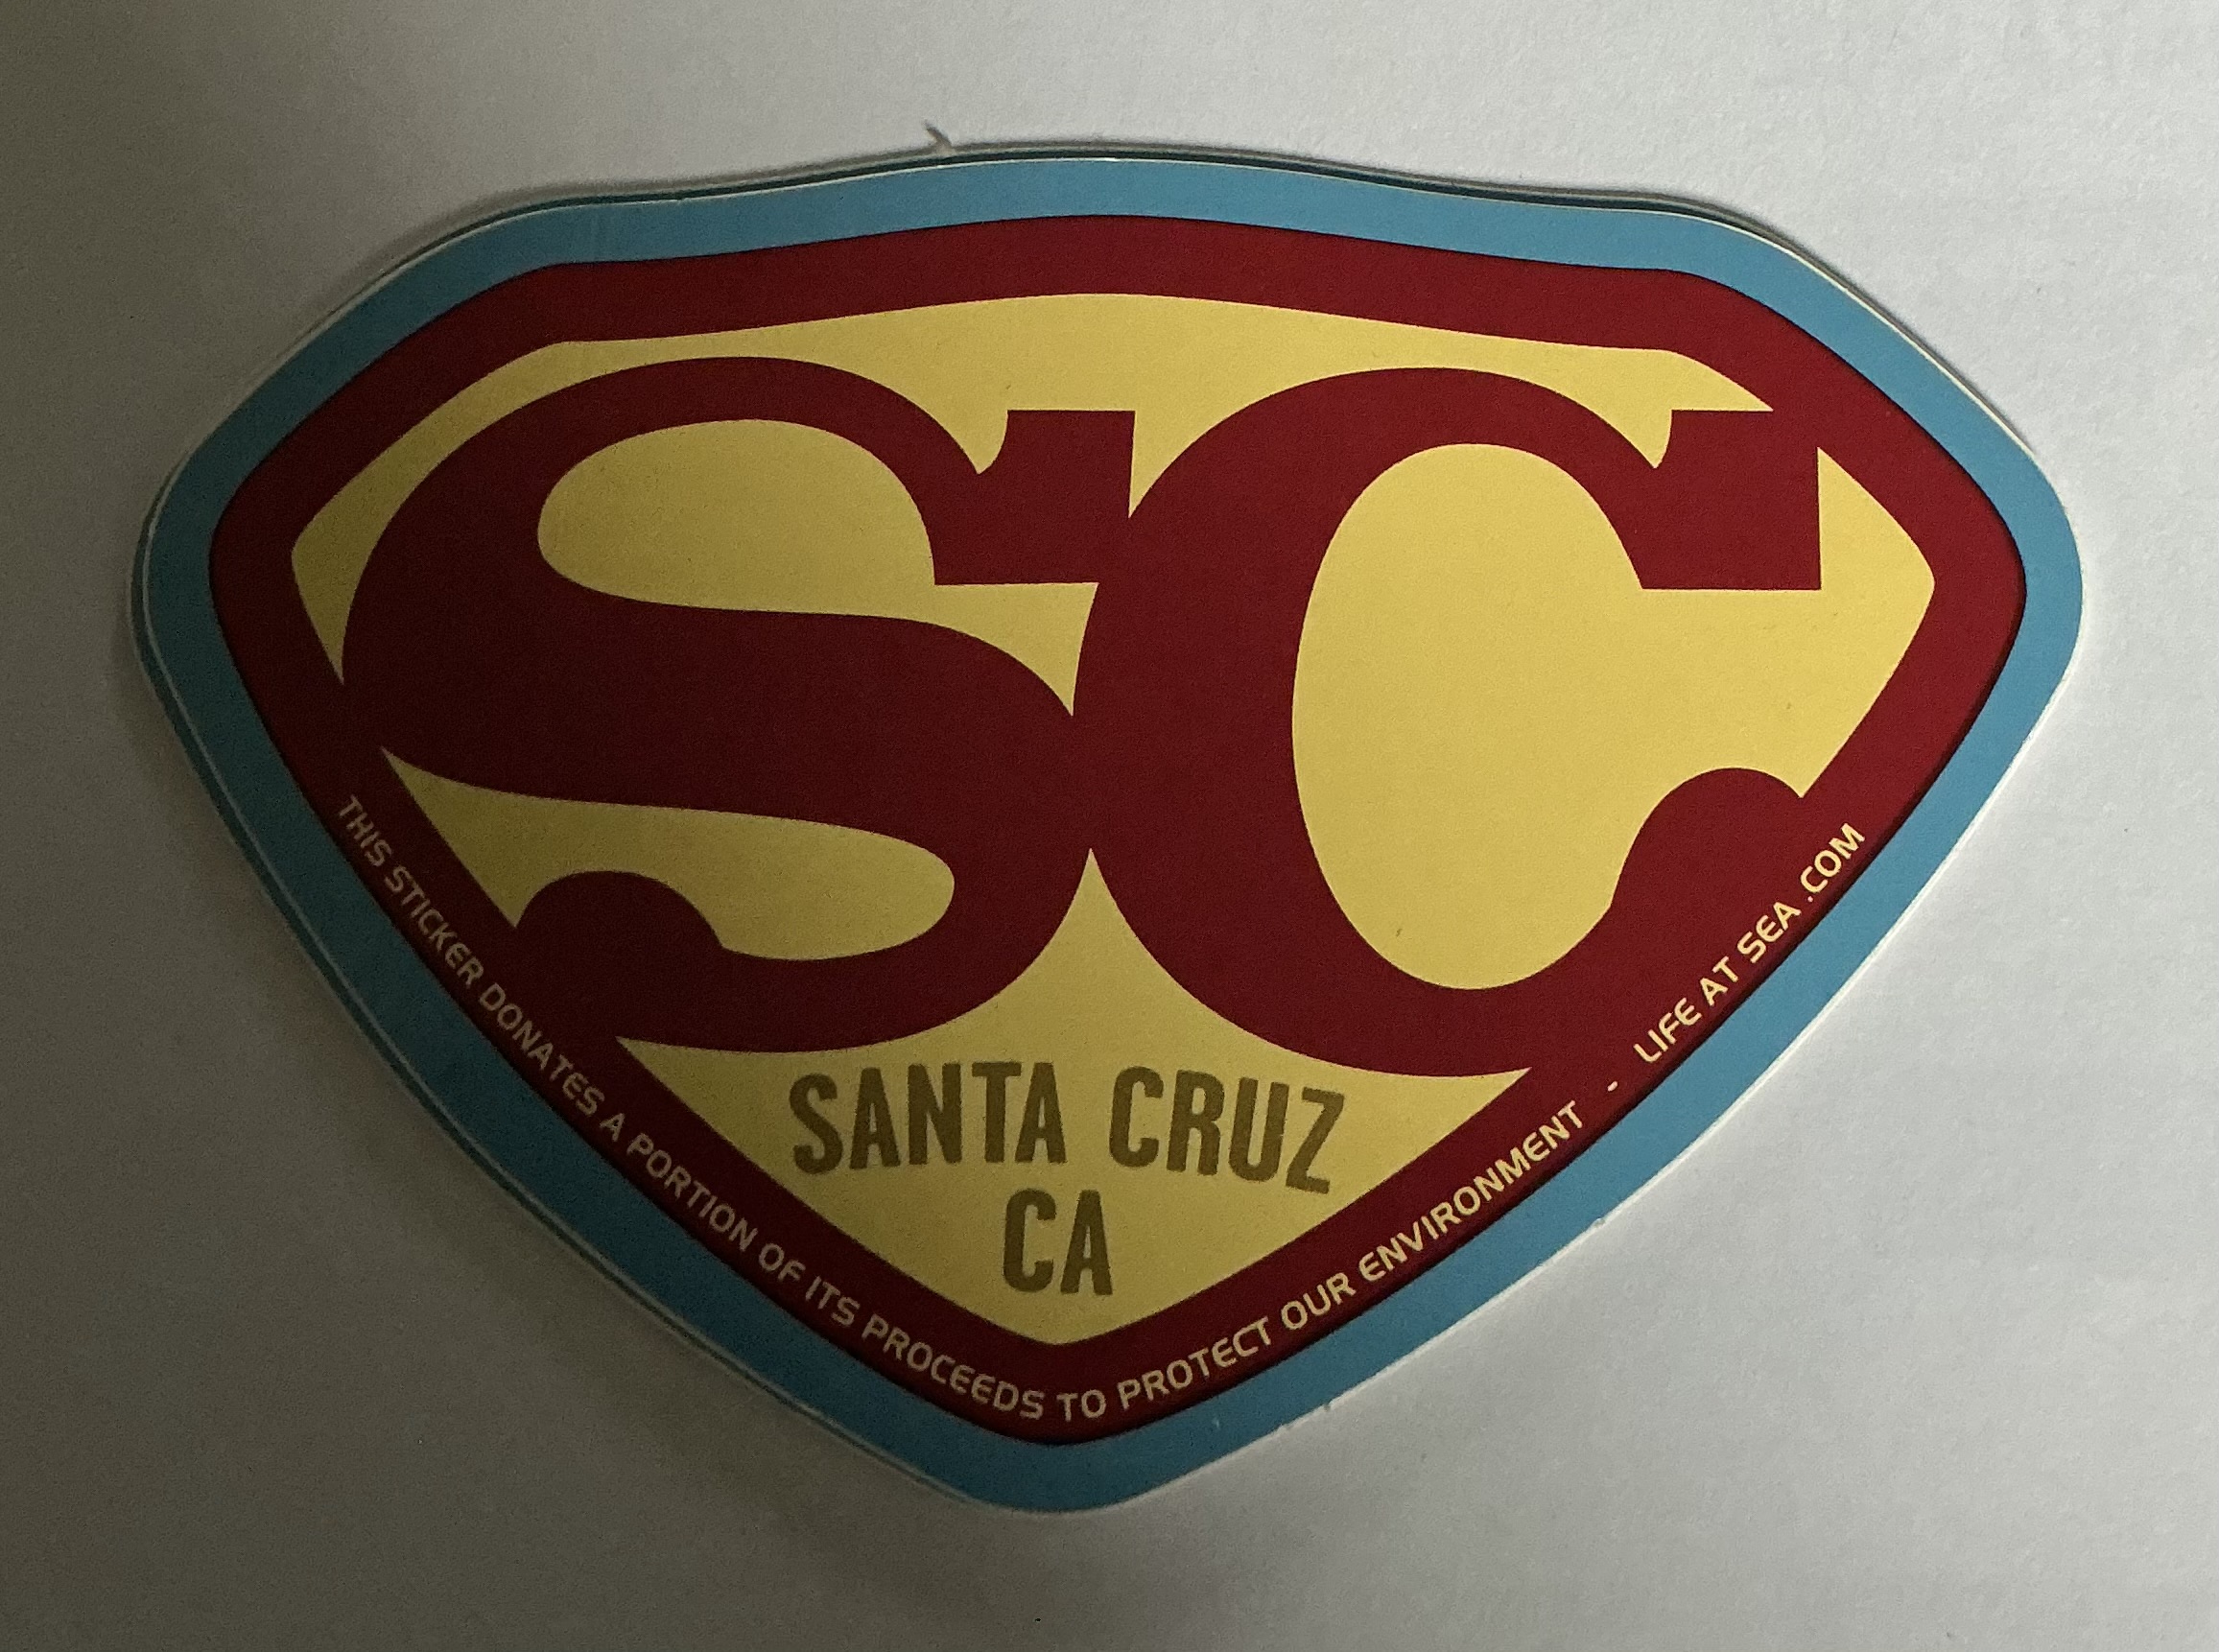 SC
SANTA CRUZ
CA
THIS STICKER DONATES A PORTION OF ITS PROCEEDS TO PROTECT OUR ENVIRONMENT - LIFE AT SEA .COM